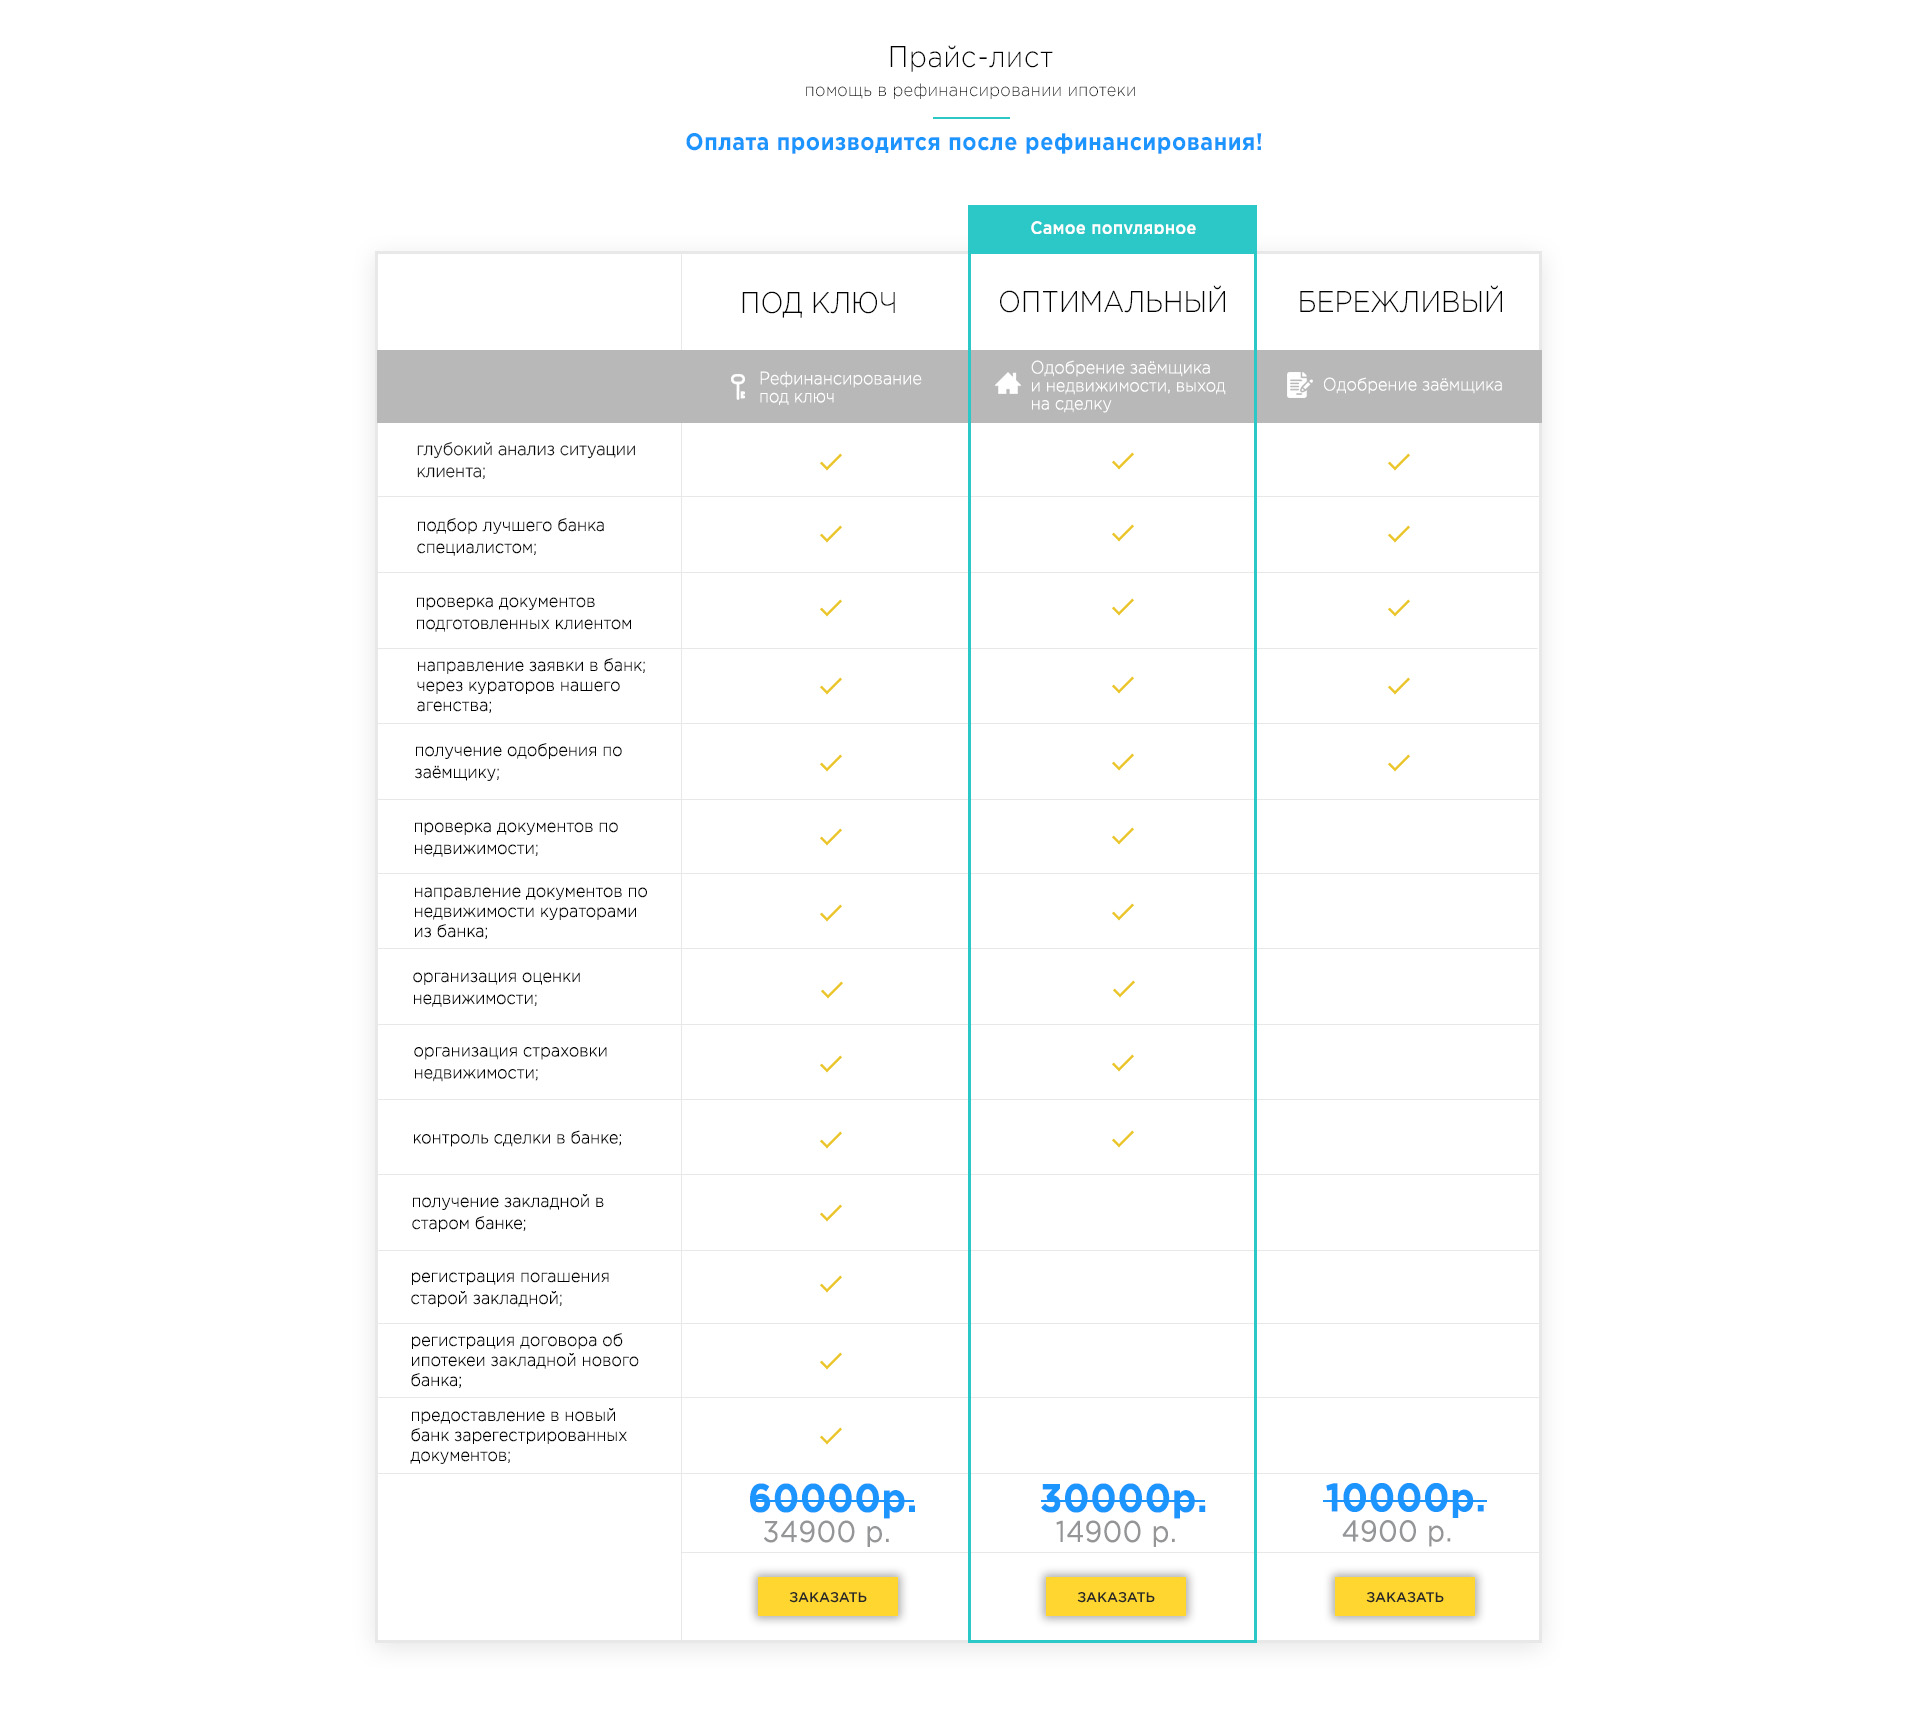 Прайс-лист
помощь в рефинансировании ипотеки
Оплата производится после рефинансирования!
Самое популярное
ПОД КЛЮЧ
ОПТИМАЛЬНЫЙ
БЕРЕЖЛИВЫЙ
Рефинансирование
под ключ
Одобрение заёмщика
и недвижимости, выход
на сделку
Одобрение заёмщика
глубокий анализ ситуации
клиента;
подбор лучшего банка
специалистом;
проверка документов
подготовленных клиентом
направление заявки в банк;
через кураторов нашего
агенства;
получение одобрения по
заёмщику;
проверка документов по
недвижимости;
направление документов по
недвижимости кураторами
из банка;
организация оценки
недвижимости;
организация страховки
недвижимости;
контроль сделки в банке;
получение закладной в
старом банке;
регистрация погашения
старой закладной;
регистрация договора об
ипотекеи закладной нового
банка;
предоставление в новый
банк зарегестрированных
документов;
60000р.
34900 р.
30000р.
14900 р.
10000р.
4900 р.
ЗАКАЗАТЬ
ЗАКАЗАТЬ
ЗАКАЗАТЬ